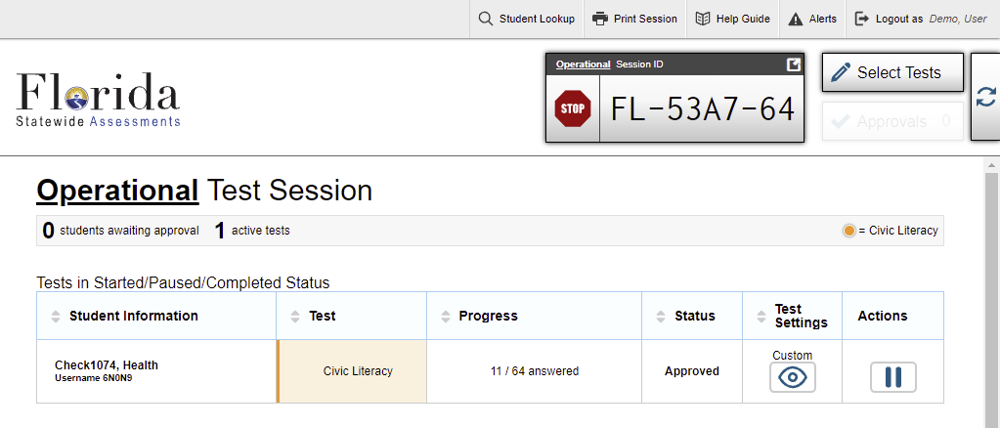 Student Lookup Print Session Help Guide Alerts Logout as Demo, User
Florida
Statewide Assessments
Operational Session ID
STOP FL-53A7-64
Select Tests
Approvals 0
Operational Test Session
0 students awaiting approval 1 active tests = Civic Literacy
Tests in Started/Paused/Completed Status
Student Information Test Progress Status Test Settings Actions
Check1074, Health
Username 6N0N9
Civic Literacy 11 / 64 answered Approved Custom